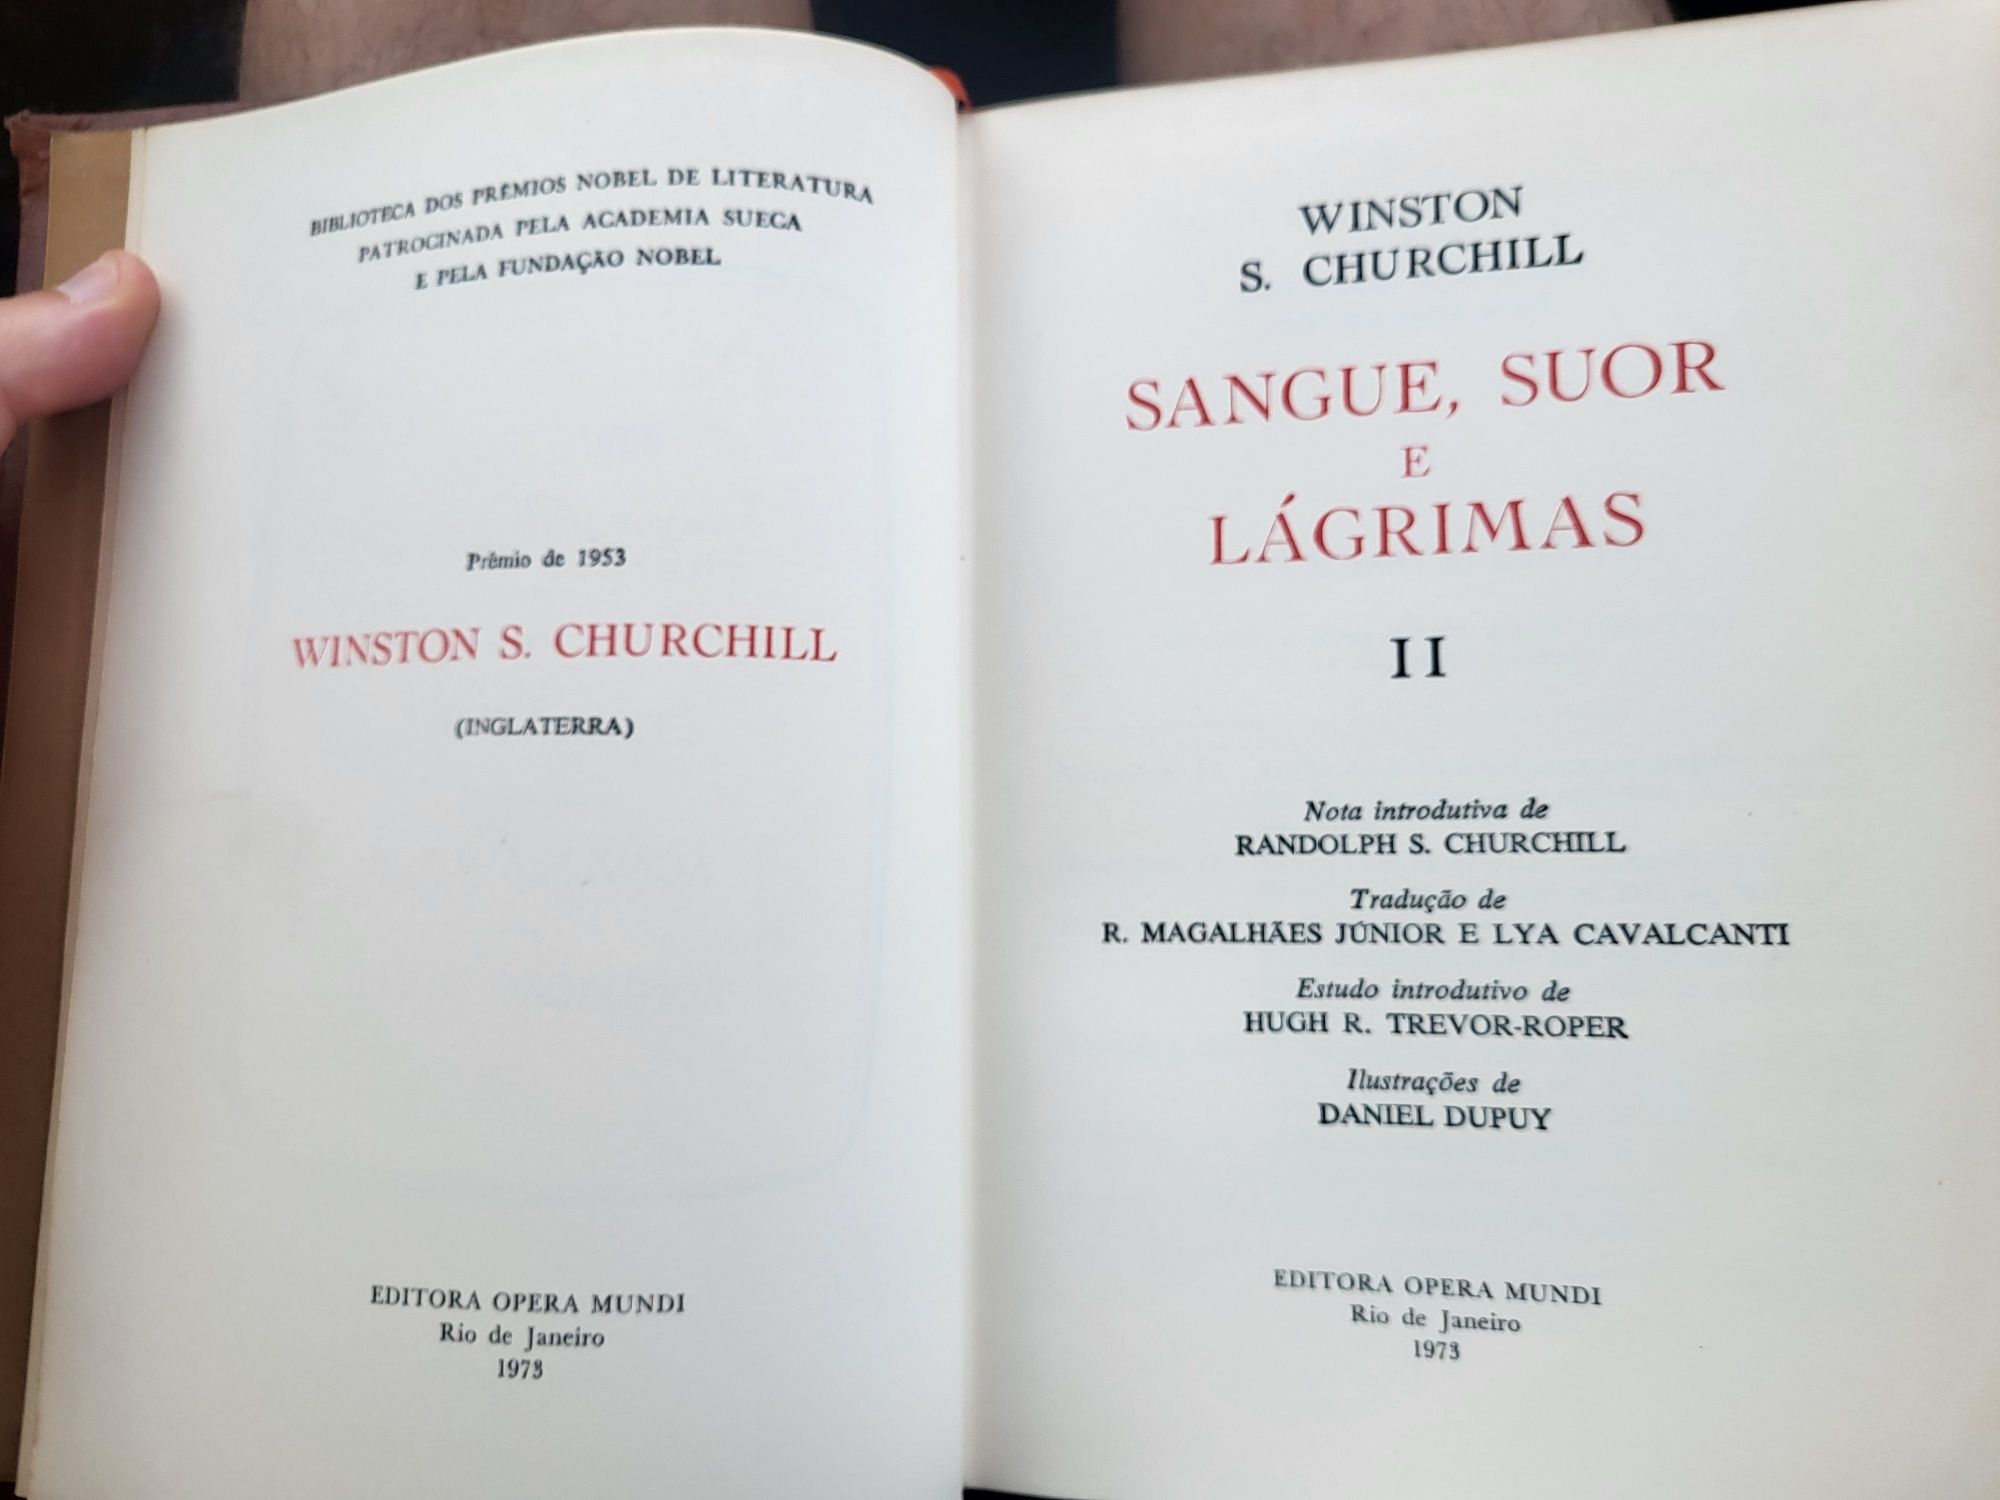 BIBLIOTECA DOS PRÊMIOS NOBEL DE LITERATURA
PATROCINADA PELA ACADEMIA SUECA
E PELA FUNDAÇÃO NOBEL
Prêmio de 1953
WINSTON S. CHURCHILL
(INGLATERRA)
EDITORA OPERA MUNDI
Rio de Janeiro
1973
WINSTON
S. CHURCHILL
SANGUE, SUOR
E
LÁGRIMAS
II
Nota introdutiva de
RANDOLPH S. CHURCHILL
Tradução de
R. MAGALHÃES JÚNIOR E LYA CAVALCANTI
Estudo introdutivo de
HUGH R. TREVOR-ROPER
Ilustrações de
DANIEL DUPUY
EDITORA OPERA MUNDI
Rio de Janeiro
1973